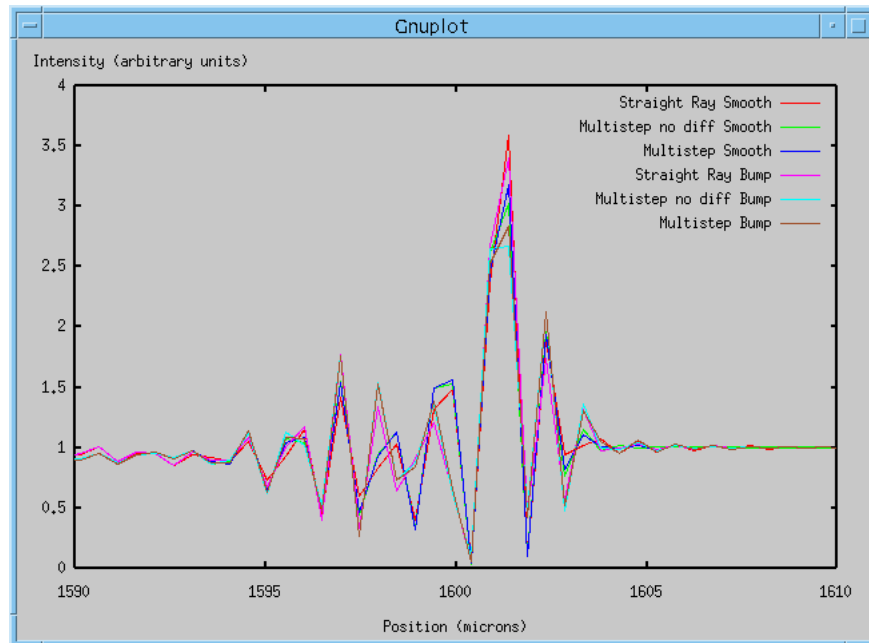 Gnuplot
Intensity (arbitrary units)
4
3.5
3
2.5
2
1.5
1
0.5
0
Straight Ray Smooth
Multistep no diff Smooth
Multistep Smooth
Straight Ray Bump
Multistep no diff Bump
Multistep Bump
1590 1595 1600 1605 1610
Position (microns)